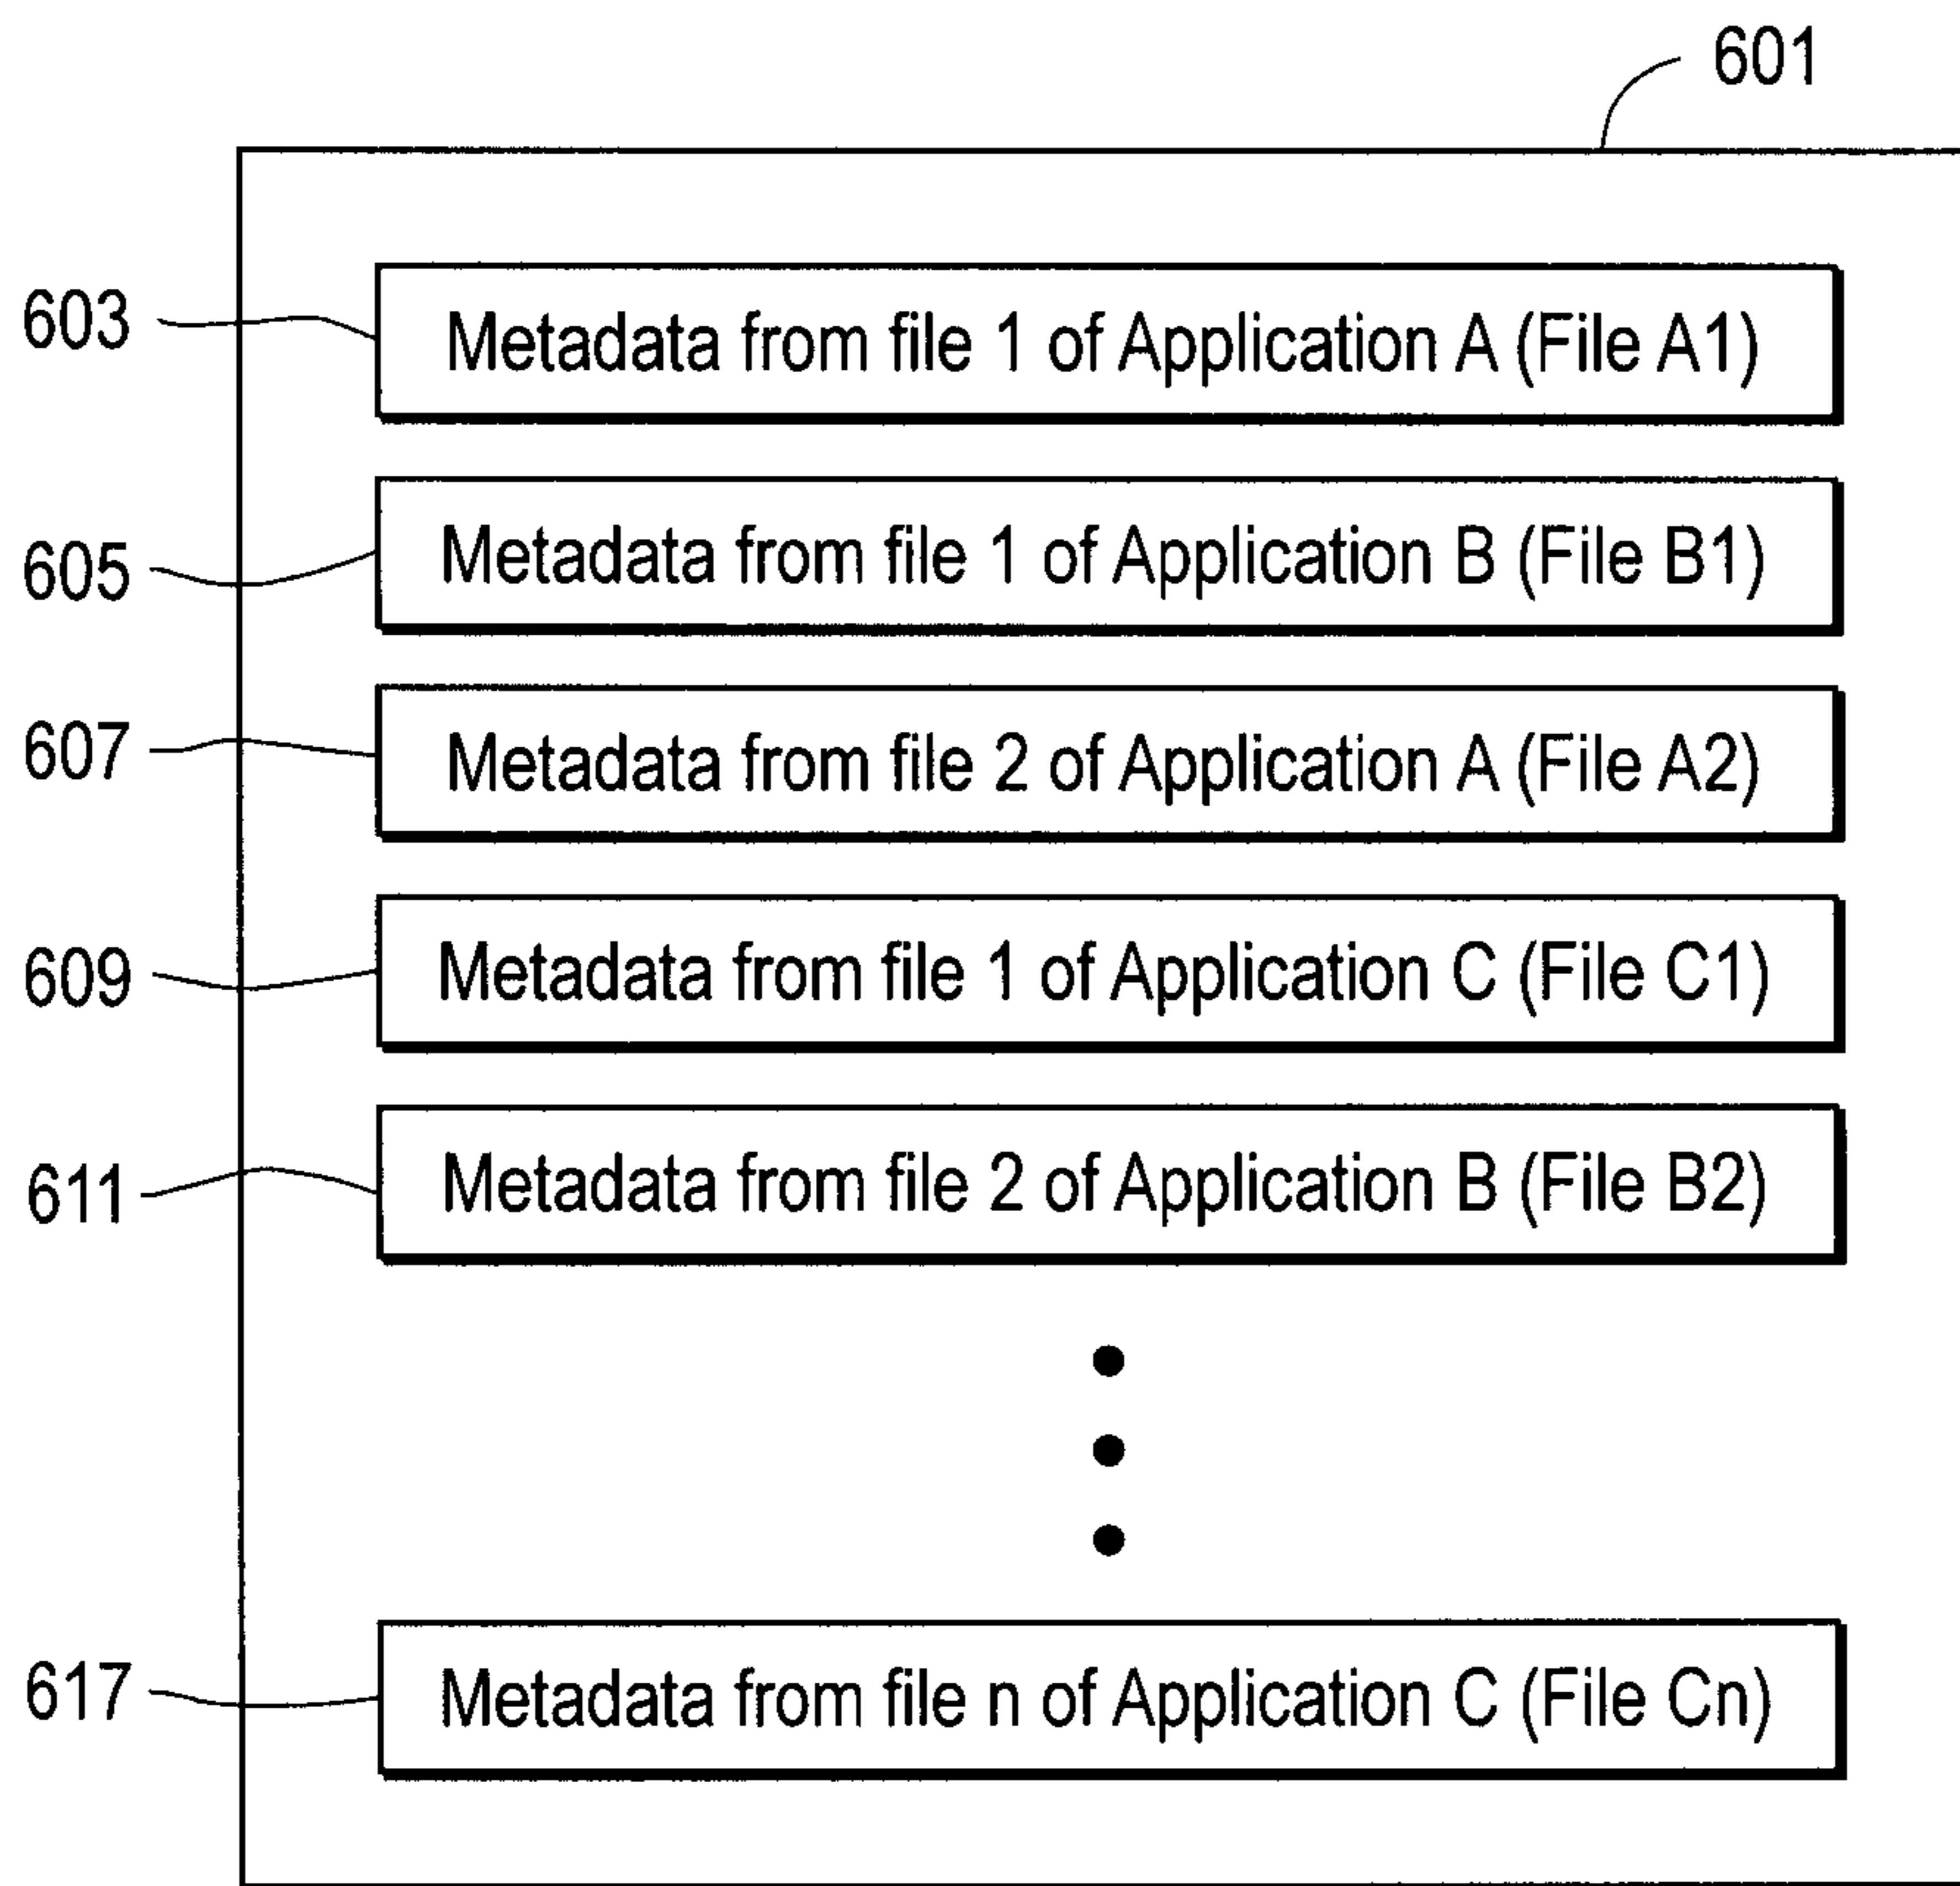 601
603 Metadata from file 1 of Application A (File A1)
605 Metadata from file 1 of Application B (File B1)
607 Metadata from file 2 of Application A (File A2)
609 Metadata from file 1 of Application C (File C1)
611 Metadata from file 2 of Application B (File B2)
617 Metadata from file n of Application C (File Cn)